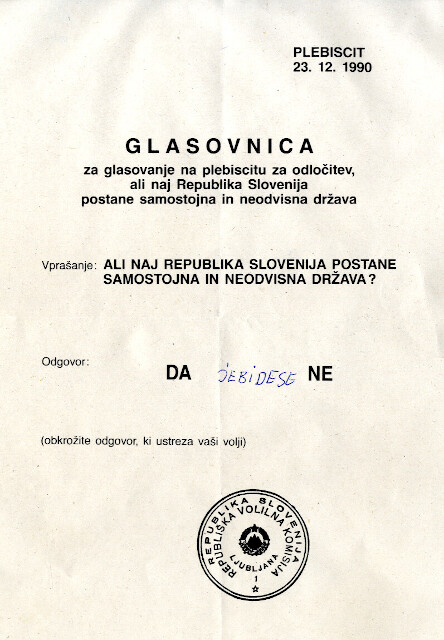 PLEBISCIT
23. 12. 1990
GLASOVNICA
za glasovanje na plebiscitu za odločitev,
ali naj Republika Slovenija
postane samostojna in neodvisna država
Vprašanje: ALI NAJ REPUBLIKA SLOVENIJA POSTANE
SAMOSTOJNA IN NEODVISNA DRŽAVA?
Odgovor:
DA NE
(obkrožite odgovor, ki ustreza vaši volji)
REPUBLIKA SLOVENIJA
REPUBLIŠKA VOLILNA KOMISIJA
LJUBLJANA
1